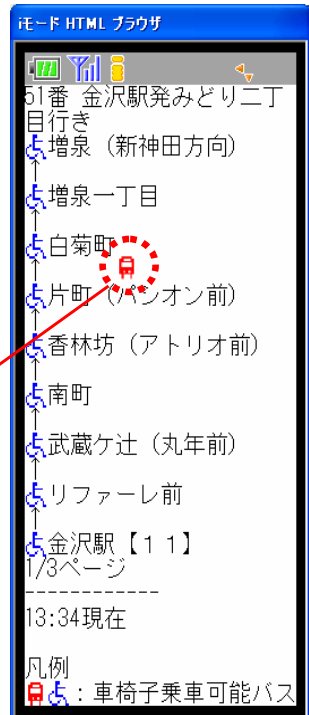 iモード HTML ブラウザ
51番 金沢駅発みどり二丁
目行き
増泉（新神田方向）
↑
増泉一丁目
↑
白菊町
↑
片町（パシオン前）
↑
香林坊（アトリオ前）
↑
南町
↑
武蔵ケ辻（丸年前）
↑
リファーレ前
↑
金沢駅【１１】
1/3ページ
------------
13:34現在
凡例
：車椅子乗車可能バス